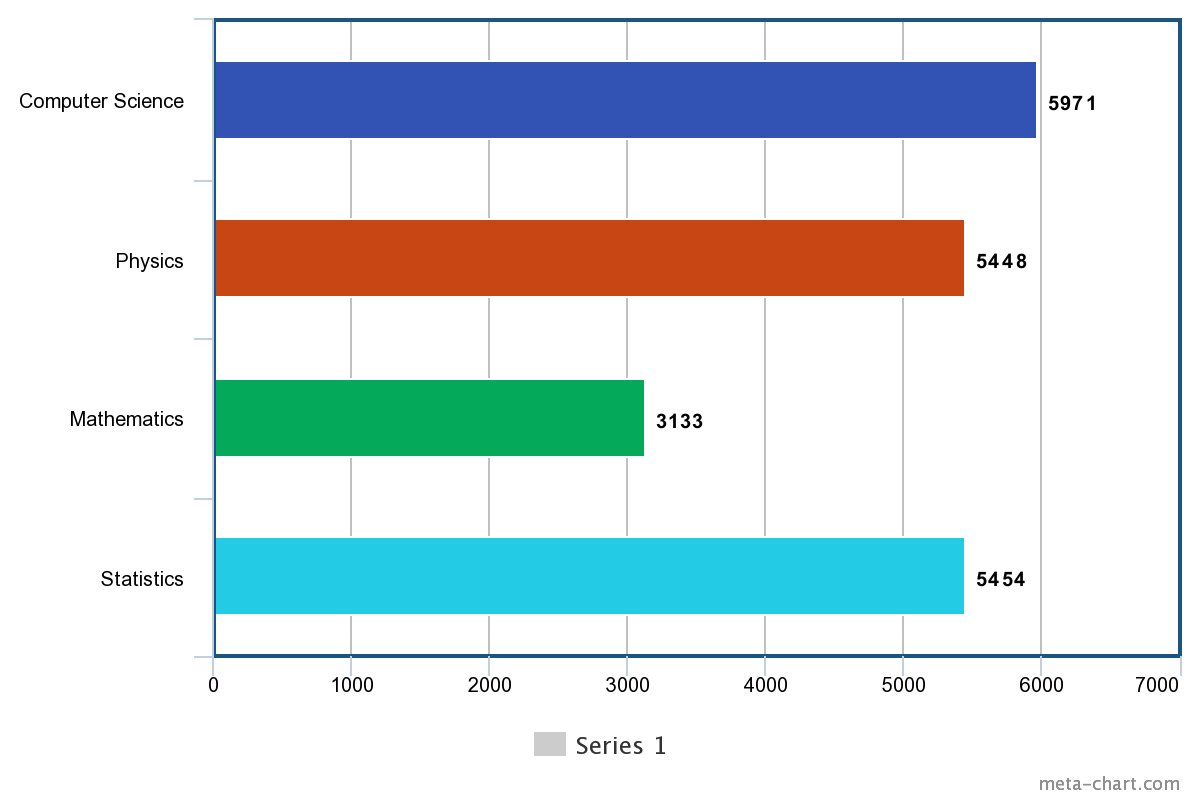 Computer Science 5971
Physics 5448
Mathematics 3133
Statistics 5454
0 1000 2000 3000 4000 5000 6000 7000
Series 1
meta-chart.com